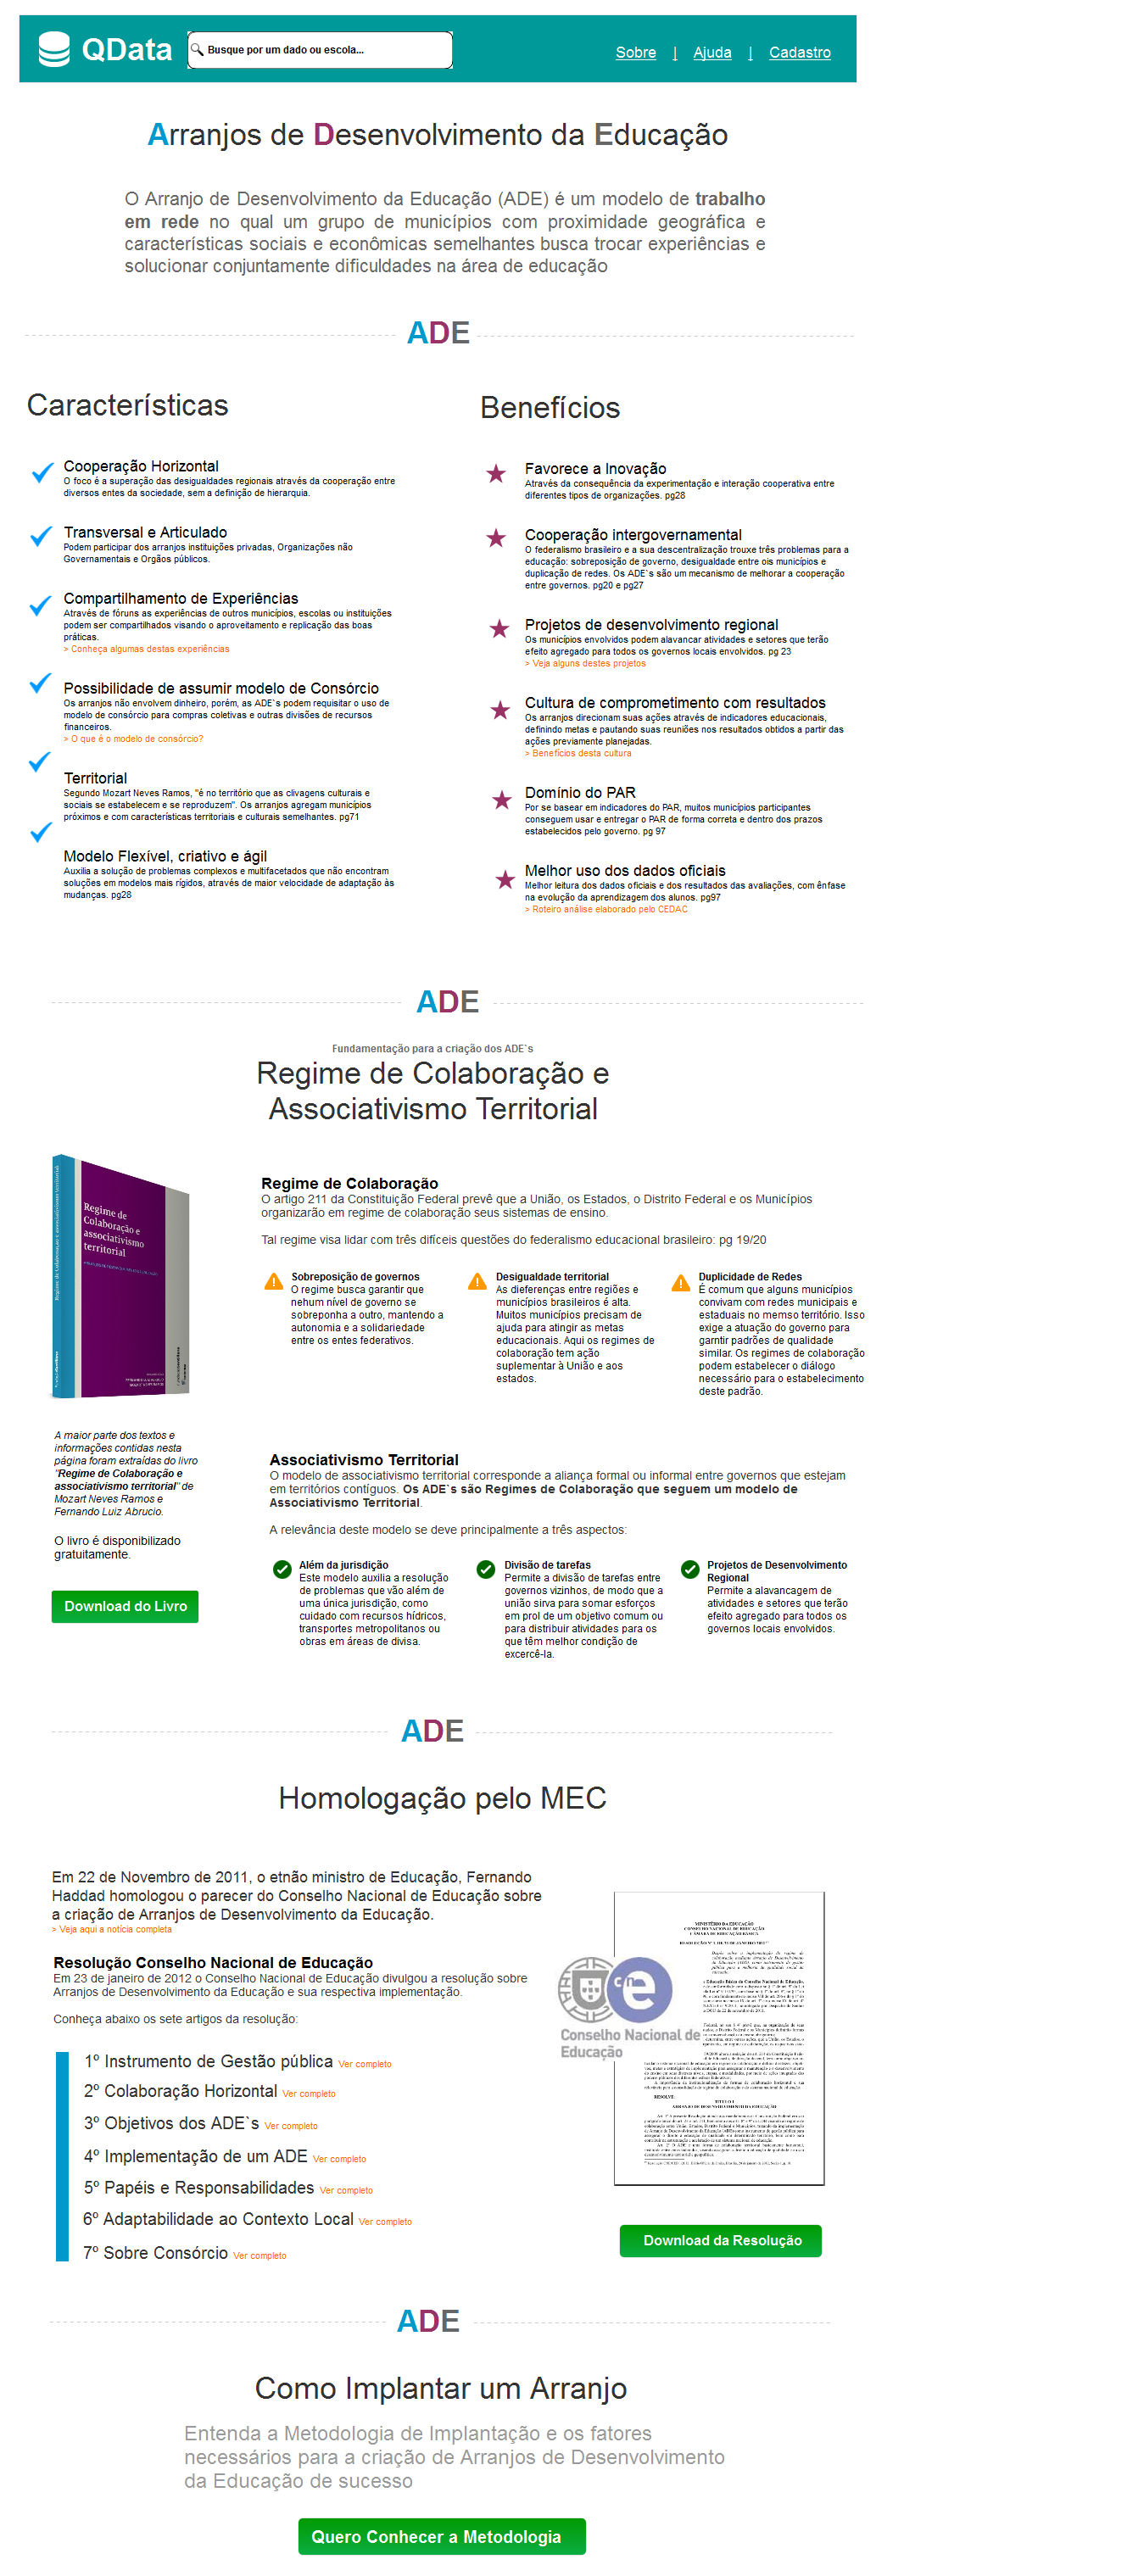 QData
Busque por um dado ou escola...
Sobre | Ajuda | Cadastro
Arranjos de Desenvolvimento da Educação
O Arranjo de Desenvolvimento da Educação (ADE) é um modelo de trabalho
em rede no qual um grupo de municípios com proximidade geográfica e
características sociais e econômicas semelhantes busca trocar experiências e
solucionar conjuntamente dificuldades na área de educação
ADE
Características
Cooperação Horizontal
O foco é a superação das desigualdades regionais através da cooperação entre
diversos entes da sociedade, sem a definição de hierarquia.
Transversal e Articulado
Podem participar dos arranjos instituições privadas, Organizações não
Governamentais e Orgãos públicos.
Compartilhamento de Experiências
Através de fóruns as experiências de outros municípios, escolas ou instituições
podem ser compartilhados visando o aproveitamento e replicação das boas
práticas.
> Conheça algumas destas experiências
Possibilidade de assumir modelo de Consórcio
Os arranjos não envolvem dinheiro, porém, as ADE`s podem requisitar o uso de
modelo de consórcio para compras coletivas e outras divisões de recursos
financeiros.
> O que é o modelo de consórcio?
Territorial
Segundo Mozart Neves Ramos, "é no território que as clivagens culturais e
sociais se estabelecem e se reproduzem". Os arranjos agregam municípios
próximos e com características territoriais e culturais semelhantes. pg71
Modelo Flexível, criativo e ágil
Auxilia a solução de problemas complexos e multifacetados que não encontram
soluções em modelos mais rígidos, através de maior velocidade de adaptação às
mudanças. pg28
Benefícios
Favorece a Inovação
Através da consequência da experimentação e interação cooperativa entre
diferentes tipos de organizações. pg28
Cooperação intergovernamental
O federalismo brasileiro e a sua descentralização trouxe três problemas para a
educação: sobreposição de governo, desigualdade entre ois municípios e
duplicação de redes. Os ADE`s são um mecanismo de melhorar a cooperação
entre governos. pg20 e pg27
Projetos de desenvolvimento regional
Os municípios envolvidos podem alavancar atividades e setores que terão
efeito agregado para todos os governos locais envolvidos. pg 23
> Veja alguns destes projetos
Cultura de comprometimento com resultados
Os arranjos direcionam suas ações através de indicadores educacionais,
definindo metas e pautando suas reuniões nos resultados obtidos a partir das
ações previamente planejadas.
> Benefícios desta cultura
Domínio do PAR
Por se basear em indicadores do PAR, muitos municípios participantes
conseguem usar e entregar o PAR de forma correta e dentro dos prazos
estabelecidos pelo governo. pg 97
Melhor uso dos dados oficiais
Melhor leitura dos dados oficiais e dos resultados das avaliações, com ênfase
na evolução da aprendizagem dos alunos. pg97
> Roteiro análise elaborado pelo CEDAC
ADE
Fundamentação para a criação dos ADE`s
Regime de Colaboração e
Associativismo Territorial
Regime de
Colaboração e
associativismo
territorial
A maior parte dos textos e
informações contidas nesta
página foram extraídas do livro
"Regime de Colaboração e
associativismo territorial" de
Mozart Neves Ramos e
Fernando Luiz Abrucio.
O livro é disponibilizado
gratuitamente.
Download do Livro
Regime de Colaboração
O artigo 211 da Constituição Federal prevê que a União, os Estados, o Distrito Federal e os Municípios
organizarão em regime de colaboração seus sistemas de ensino.
Tal regime visa lidar com três difíceis questões do federalismo educacional brasileiro: pg 19/20
Sobreposição de governos
O regime busca garantir que
nehum nível de governo se
sobreponha a outro, mantendo a
autonomia e a solidariedade
entre os entes federativos.
Desigualdade territorial
As dieferenças entre regiões e
municípios brasileiros é alta.
Muitos municípios precisam de
ajuda para atingir as metas
educacionais. Aqui os regimes de
colaboração tem ação
suplementar à União e aos
estados.
Duplicidade de Redes
É comum que alguns municípios
convivam com redes municipais e
estaduais no memso território. Isso
exige a atuação do governo para
garntir padrões de qualidade
similar. Os regimes de colaboração
podem estabelecer o diálogo
necessário para o estabelecimento
deste padrão.
Associativismo Territorial
O modelo de associativismo territorial corresponde a aliança formal ou informal entre governos que estejam
em territórios contíguos. Os ADE`s são Regimes de Colaboração que seguem um modelo de
Associativismo Territorial.
A relevância deste modelo se deve principalmente a três aspectos:
Além da jurisdição
Este modelo auxilia a resolução
de problemas que vão além de
uma única jurisdição, como
cuidado com recursos hídricos,
transportes metropolitanos ou
obras em áreas de divisa.
Divisão de tarefas
Permite a divisão de tarefas entre
governos vizinhos, de modo que a
união sirva para somar esforços
em prol de um objetivo comum ou
para distribuir atividades para os
que têm melhor condição de
excercê-la.
Projetos de Desenvolvimento
Regional
Permite a alavancagem de
atividades e setores que terão
efeito agregado para todos os
governos locais envolvidos.
ADE
Homologação pelo MEC
Em 22 de Novembro de 2011, o etnão ministro de Educação, Fernando
Haddad homologou o parecer do Conselho Nacional de Educação sobre
a criação de Arranjos de Desenvolvimento da Educação.
> Veja aqui a notícia completa
Resolução Conselho Nacional de Educação
Em 23 de janeiro de 2012 o Conselho Nacional de Educação divulgou a resolução sobre
Arranjos de Desenvolvimento da Educação e sua respectiva implementação.
Conheça abaixo os sete artigos da resolução:
1º Instrumento de Gestão pública Ver completo
2º Colaboração Horizontal Ver completo
3º Objetivos dos ADE`s Ver completo
4º Implementação de um ADE Ver completo
5º Papéis e Responsabilidades Ver completo
6º Adaptabilidade ao Contexto Local Ver completo
7º Sobre Consórcio Ver completo
MINISTÉRIO DA EDUCAÇÃO
CONSELHO NACIONAL DE EDUCAÇÃO
CÂMARA DE EDUCAÇÃO BÁSICA
cne
Conselho Nacional de
Educação
Download da Resolução
ADE
Como Implantar um Arranjo
Entenda a Metodologia de Implantação e os fatores
necessários para a criação de Arranjos de Desenvolvimento
da Educação de sucesso
Quero Conhecer a Metodologia